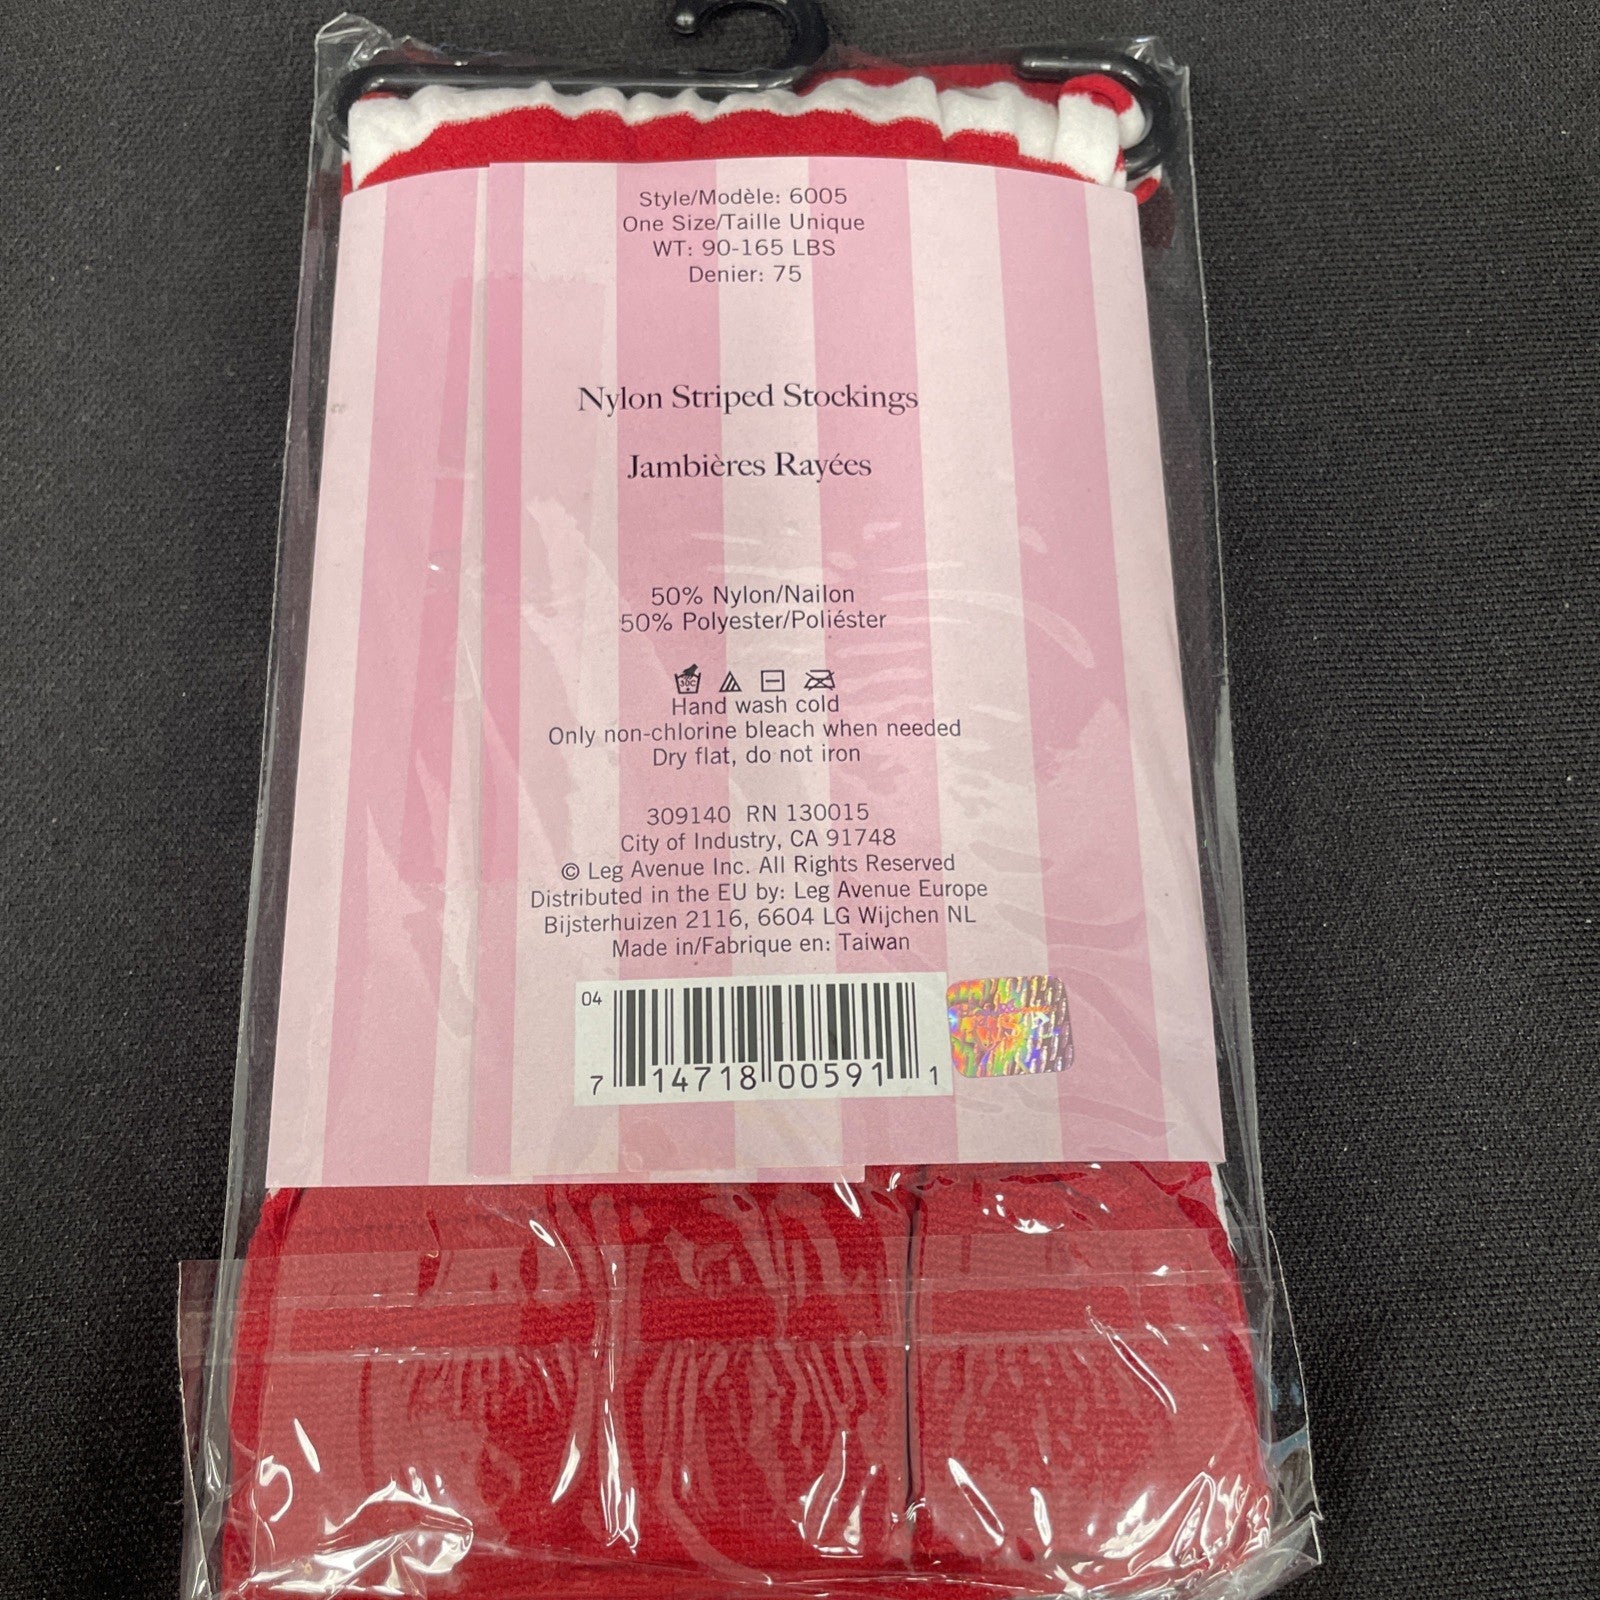 Style/Modèle: 6005
One Size/Taille Unique
WT: 90-165 LBS
Denier: 75
Nylon Striped Stockings
Jambières Rayées
50% Nylon/Nailon
50% Polyester/Poliéster
30C
Hand wash cold
Only non-chlorine bleach when needed
Dry flat, do not iron
309140 RN 130015
City of Industry, CA 91748
© Leg Avenue Inc. All Rights Reserved
Distributed in the EU by: Leg Avenue Europe
Bijsterhuizen 2116, 6604 LG Wijchen NL
Made in/Fabrique en: Taiwan
04
7 14718 00591 1